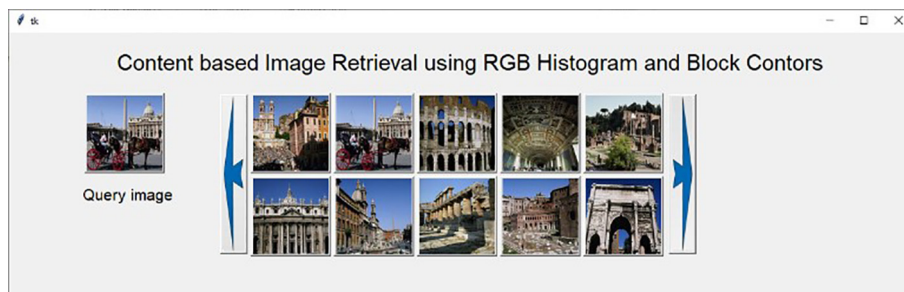 tk
Content based Image Retrieval using RGB Histogram and Block Contors
Query image